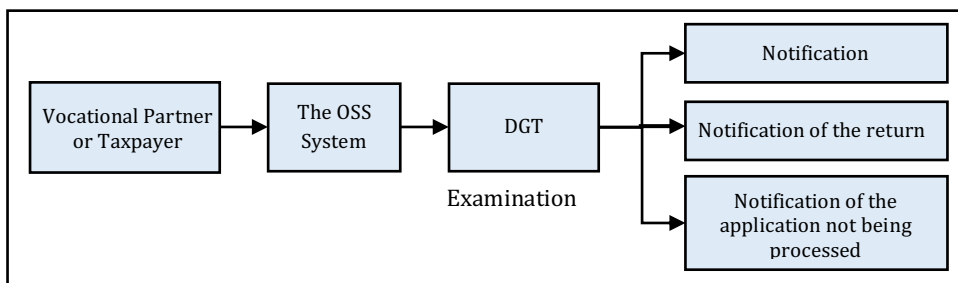 Vocational Partner
or Taxpayer
The OSS
System
DGT
Examination
Notification
Notification of the return
Notification of the
application not being
processed